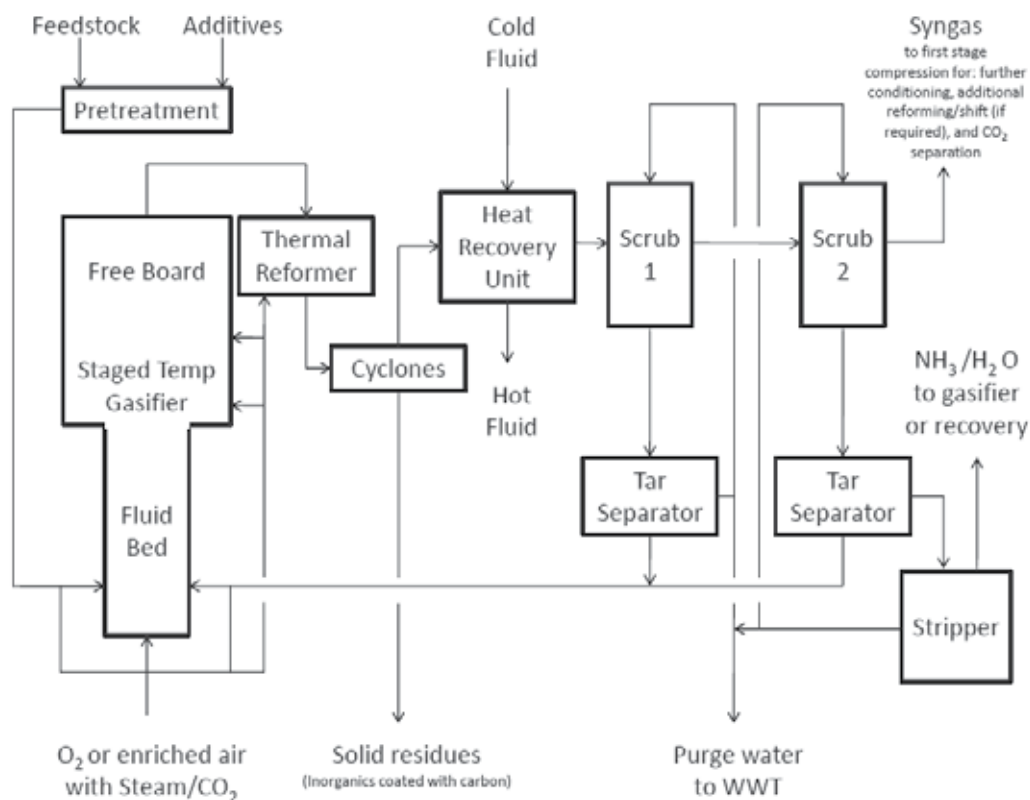 Feedstock
Additives
Pretreatment
Cold
Fluid
Syngas
to first stage
compression for: further
conditioning, additional
reforming/shift (if
required), and CO₂
separation
Free Board
Thermal
Reformer
Heat
Recovery
Unit
Scrub
1
Scrub
2
Staged Temp
Gasifier
Cyclones
Hot
Fluid
NH₃/H₂O
to gasifier
or recovery
Fluid
Bed
Tar
Separator
Tar
Separator
Stripper
O₂ or enriched air
with Steam/CO₂
Solid residues
(Inorganics coated with carbon)
Purge water
to WWT